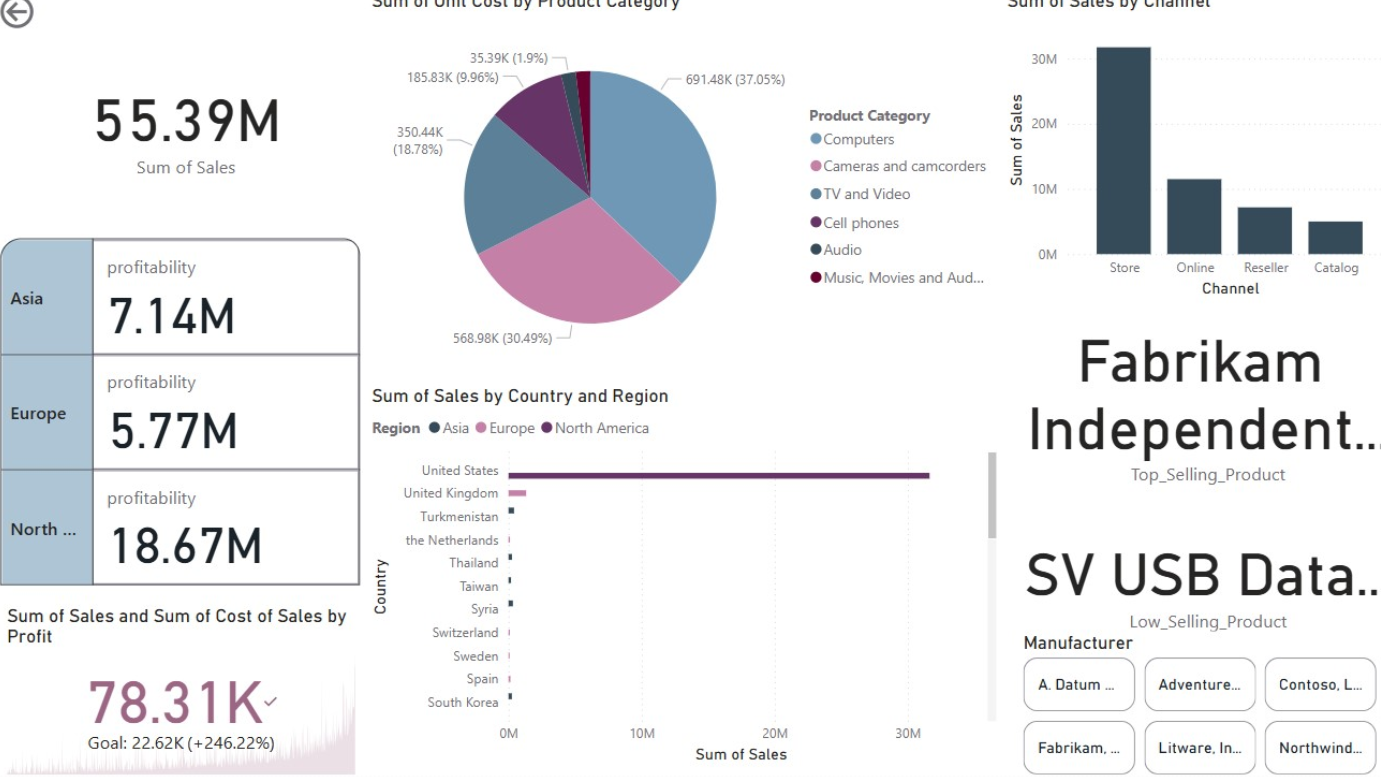 Sum of Unit Cost by Product Category
Sum of Sales by Channel
55.39M
Sum of Sales
Asia
profitability
7.14M
Europe
profitability
5.77M
North ...
profitability
18.67M
Sum of Sales and Sum of Cost of Sales by
Profit
78.31K
Goal: 22.62K (+246.22%)
35.39K (1.9%)
185.83K (9.96%)
350.44K
(18.78%)
691.48K (37.05%)
568.98K (30.49%)
Product Category
Computers
Cameras and camcorders
TV and Video
Cell phones
Audio
Music, Movies and Aud...
Sum of Sales by Country and Region
Region Asia Europe North America
Country
United States
United Kingdom
Turkmenistan
the Netherlands
Thailand
Taiwan
Syria
Switzerland
Sweden
Spain
South Korea
0M 10M 20M 30M
Sum of Sales
Sum of Sales
30M
20M
10M
0M
Store Online Reseller Catalog
Channel
Fabrikam
Independent...
Top_Selling_Product
SV USB Data..
Low_Selling_Product
Manufacturer
A. Datum ... Adventure... Contoso, L...
Fabrikam, ... Litware, In... Northwind...